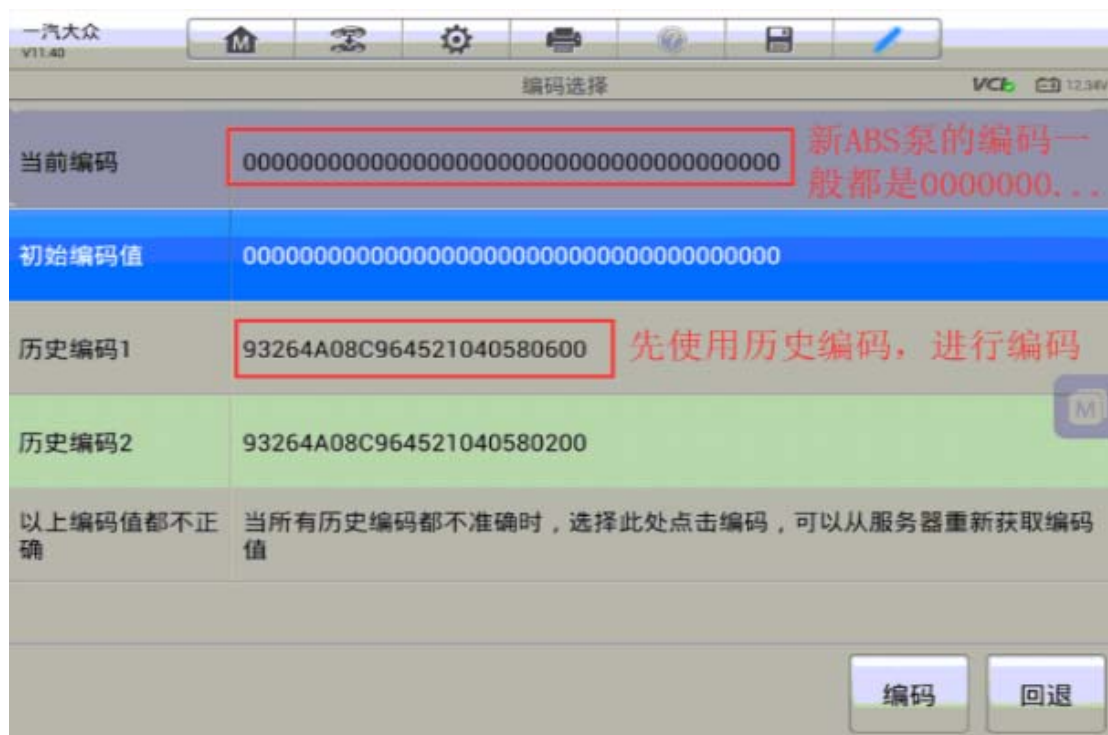 一汽大众
V11.40
编码选择
VCI
当前编码
00000000000000000000000000000000000000
新ABS泵的编码一
般都是0000000...
初始编码值
00000000000000000000000000000000000000
历史编码1
93264A08C964521040580600
先使用历史编码，进行编码
M
历史编码2
93264A08C964521040580200
以上编码值都不正
确
当所有历史编码都不准确时，选择此处点击编码，可以从服务器重新获取编码
值
编码
回退